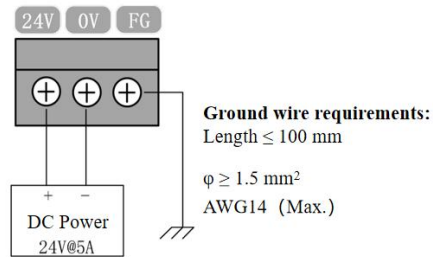 24V 0V FG
Ground wire requirements:
Length ≤ 100 mm
φ ≥ 1.5 mm²
AWG14（Max.）
+ −
DC Power
24V@5A